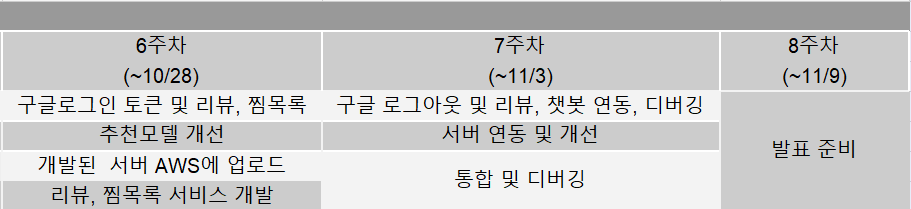 6주차
(~10/28)
7주차
(~11/3)
8주차
(~11/9)
구글로그인 토큰 및 리뷰, 찜목록
구글 로그아웃 및 리뷰, 챗봇 연동, 디버깅
추천모델 개선
서버 연동 및 개선
발표 준비
개발된 서버 AWS에 업로드
통합 및 디버깅
리뷰, 찜목록 서비스 개발